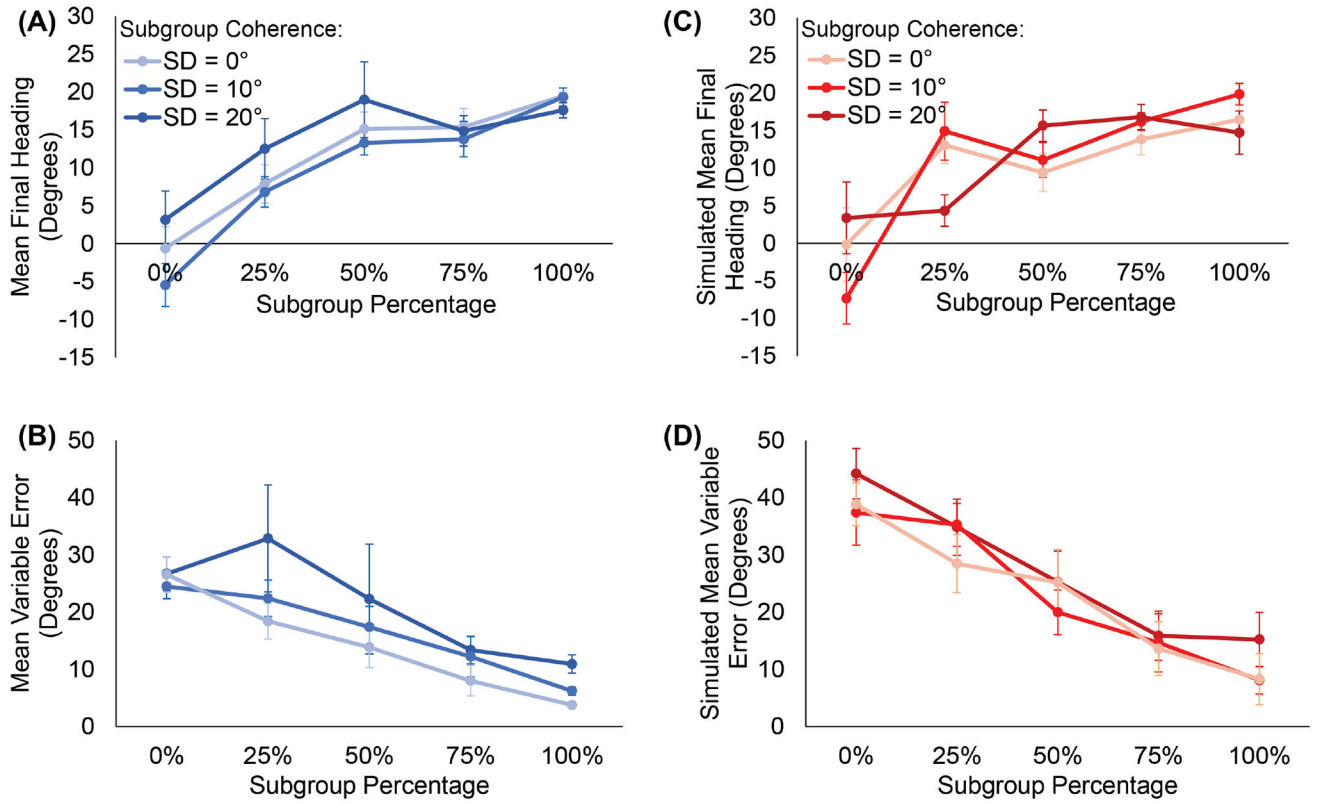 (A)
Mean Final Heading
(Degrees)
30
25
20
15
10
5
0
-5
-10
-15
Subgroup Coherence:
SD = 0°
SD = 10°
SD = 20°
0% 25% 50% 75% 100%
Subgroup Percentage
(C)
Simulated Mean Final
Heading (Degrees)
30
25
20
15
10
5
0
-5
-10
-15
Subgroup Coherence:
SD = 0°
SD = 10°
SD = 20°
0% 25% 50% 75% 100%
Subgroup Percentage
(B)
Mean Variable Error
(Degrees)
50
40
30
20
10
0
0% 25% 50% 75% 100%
Subgroup Percentage
(D)
Simulated Mean Variable
Error (Degrees)
50
40
30
20
10
0
0% 25% 50% 75% 100%
Subgroup Percentage